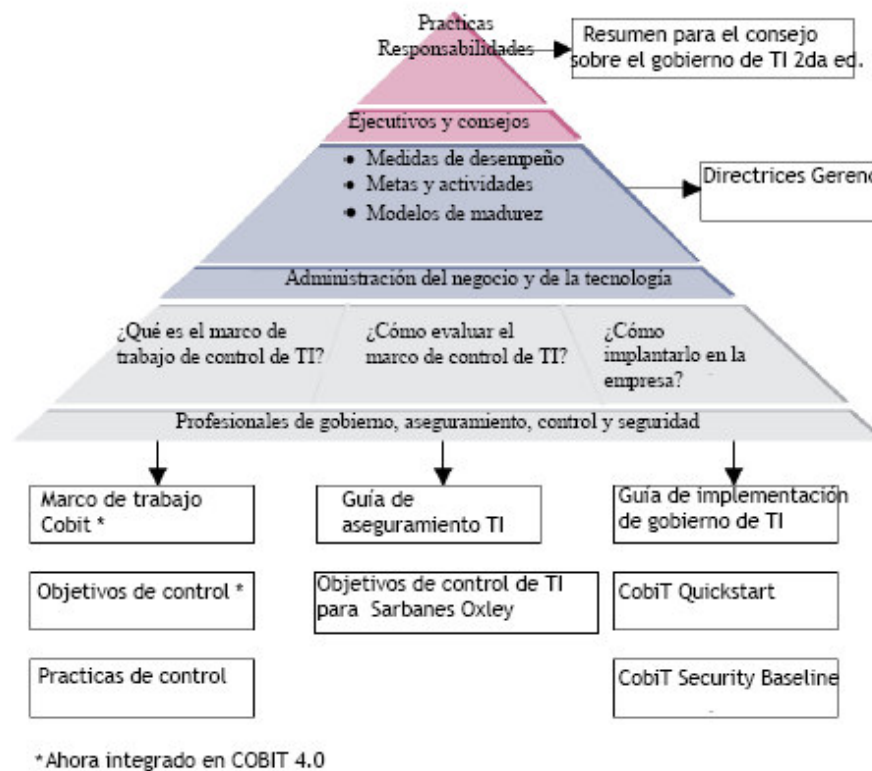 Practicas
Responsabilidades
Resumen para el consejo
sobre el gobierno de TI 2da ed.
Ejecutivos y consejos
• Medidas de desempeño
• Metas y actividades
• Modelos de madurez
Directrices Gerenc
Administración del negocio y de la tecnología
¿Qué es el marco de
trabajo de control de TI?
¿Cómo evaluar el
marco de control de TI?
¿Cómo
implantarlo en la
empresa?
Profesionales de gobierno, aseguramiento, control y seguridad
Marco de trabajo
Cobit *
Objetivos de control *
Practicas de control
Guía de
aseguramiento TI
Objetivos de control de TI
para Sarbanes Oxley
Guía de implementación
de gobierno de TI
CobiT Quickstart
CobiT Security Baseline
*Ahora integrado en COBIT 4.0